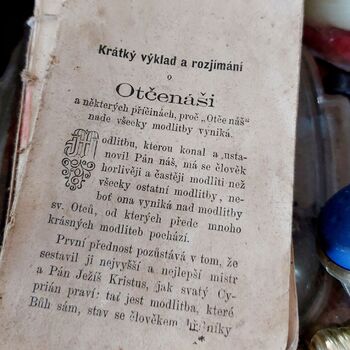 Krátký výklad a rozjímání
o
Otčenáši
a některých příčinách, proč „Otče náš“
nade všecky modlitby vyniká.
Modlitbu, kterou konal a usta-
novil Pán náš, má se člověk
horlivěji a častěji modliti než
všecky ostatní modlitby, ne-
boť ona vyniká nad modlitby
sv. Otců, od kterých přede mnoho
krásných modliteb pochází.
První přednost pozůstává v tom, že
sestavil ji nejvyšší a nejlepší mistr
a Pán Ježíš Kristus, jak svatý Cy-
prián praví: tať jest modlitba, které
Bůh sám, stav se člověkem